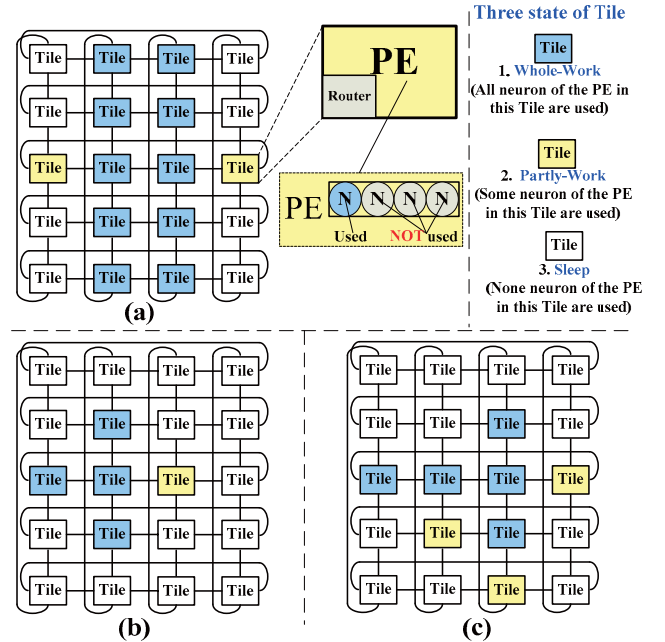 Three state of Tile
Tile
1. Whole-Work
(All neuron of the PE in
this Tile are used)
Tile
2. Partly-Work
(Some neuron of the PE
in this Tile are used)
Tile
3. Sleep
(None neuron of the PE
in this Tile are used)
Tile Tile Tile Tile
Tile Tile Tile Tile
Tile Tile Tile Tile
Tile Tile Tile Tile
Tile Tile Tile Tile
(a)
PE
Router
PE N N N N
Used NOT used
Tile Tile Tile Tile
Tile Tile Tile Tile
Tile Tile Tile Tile
Tile Tile Tile Tile
Tile Tile Tile Tile
(b)
Tile Tile Tile Tile
Tile Tile Tile Tile
Tile Tile Tile Tile
Tile Tile Tile Tile
Tile Tile Tile Tile
(c)